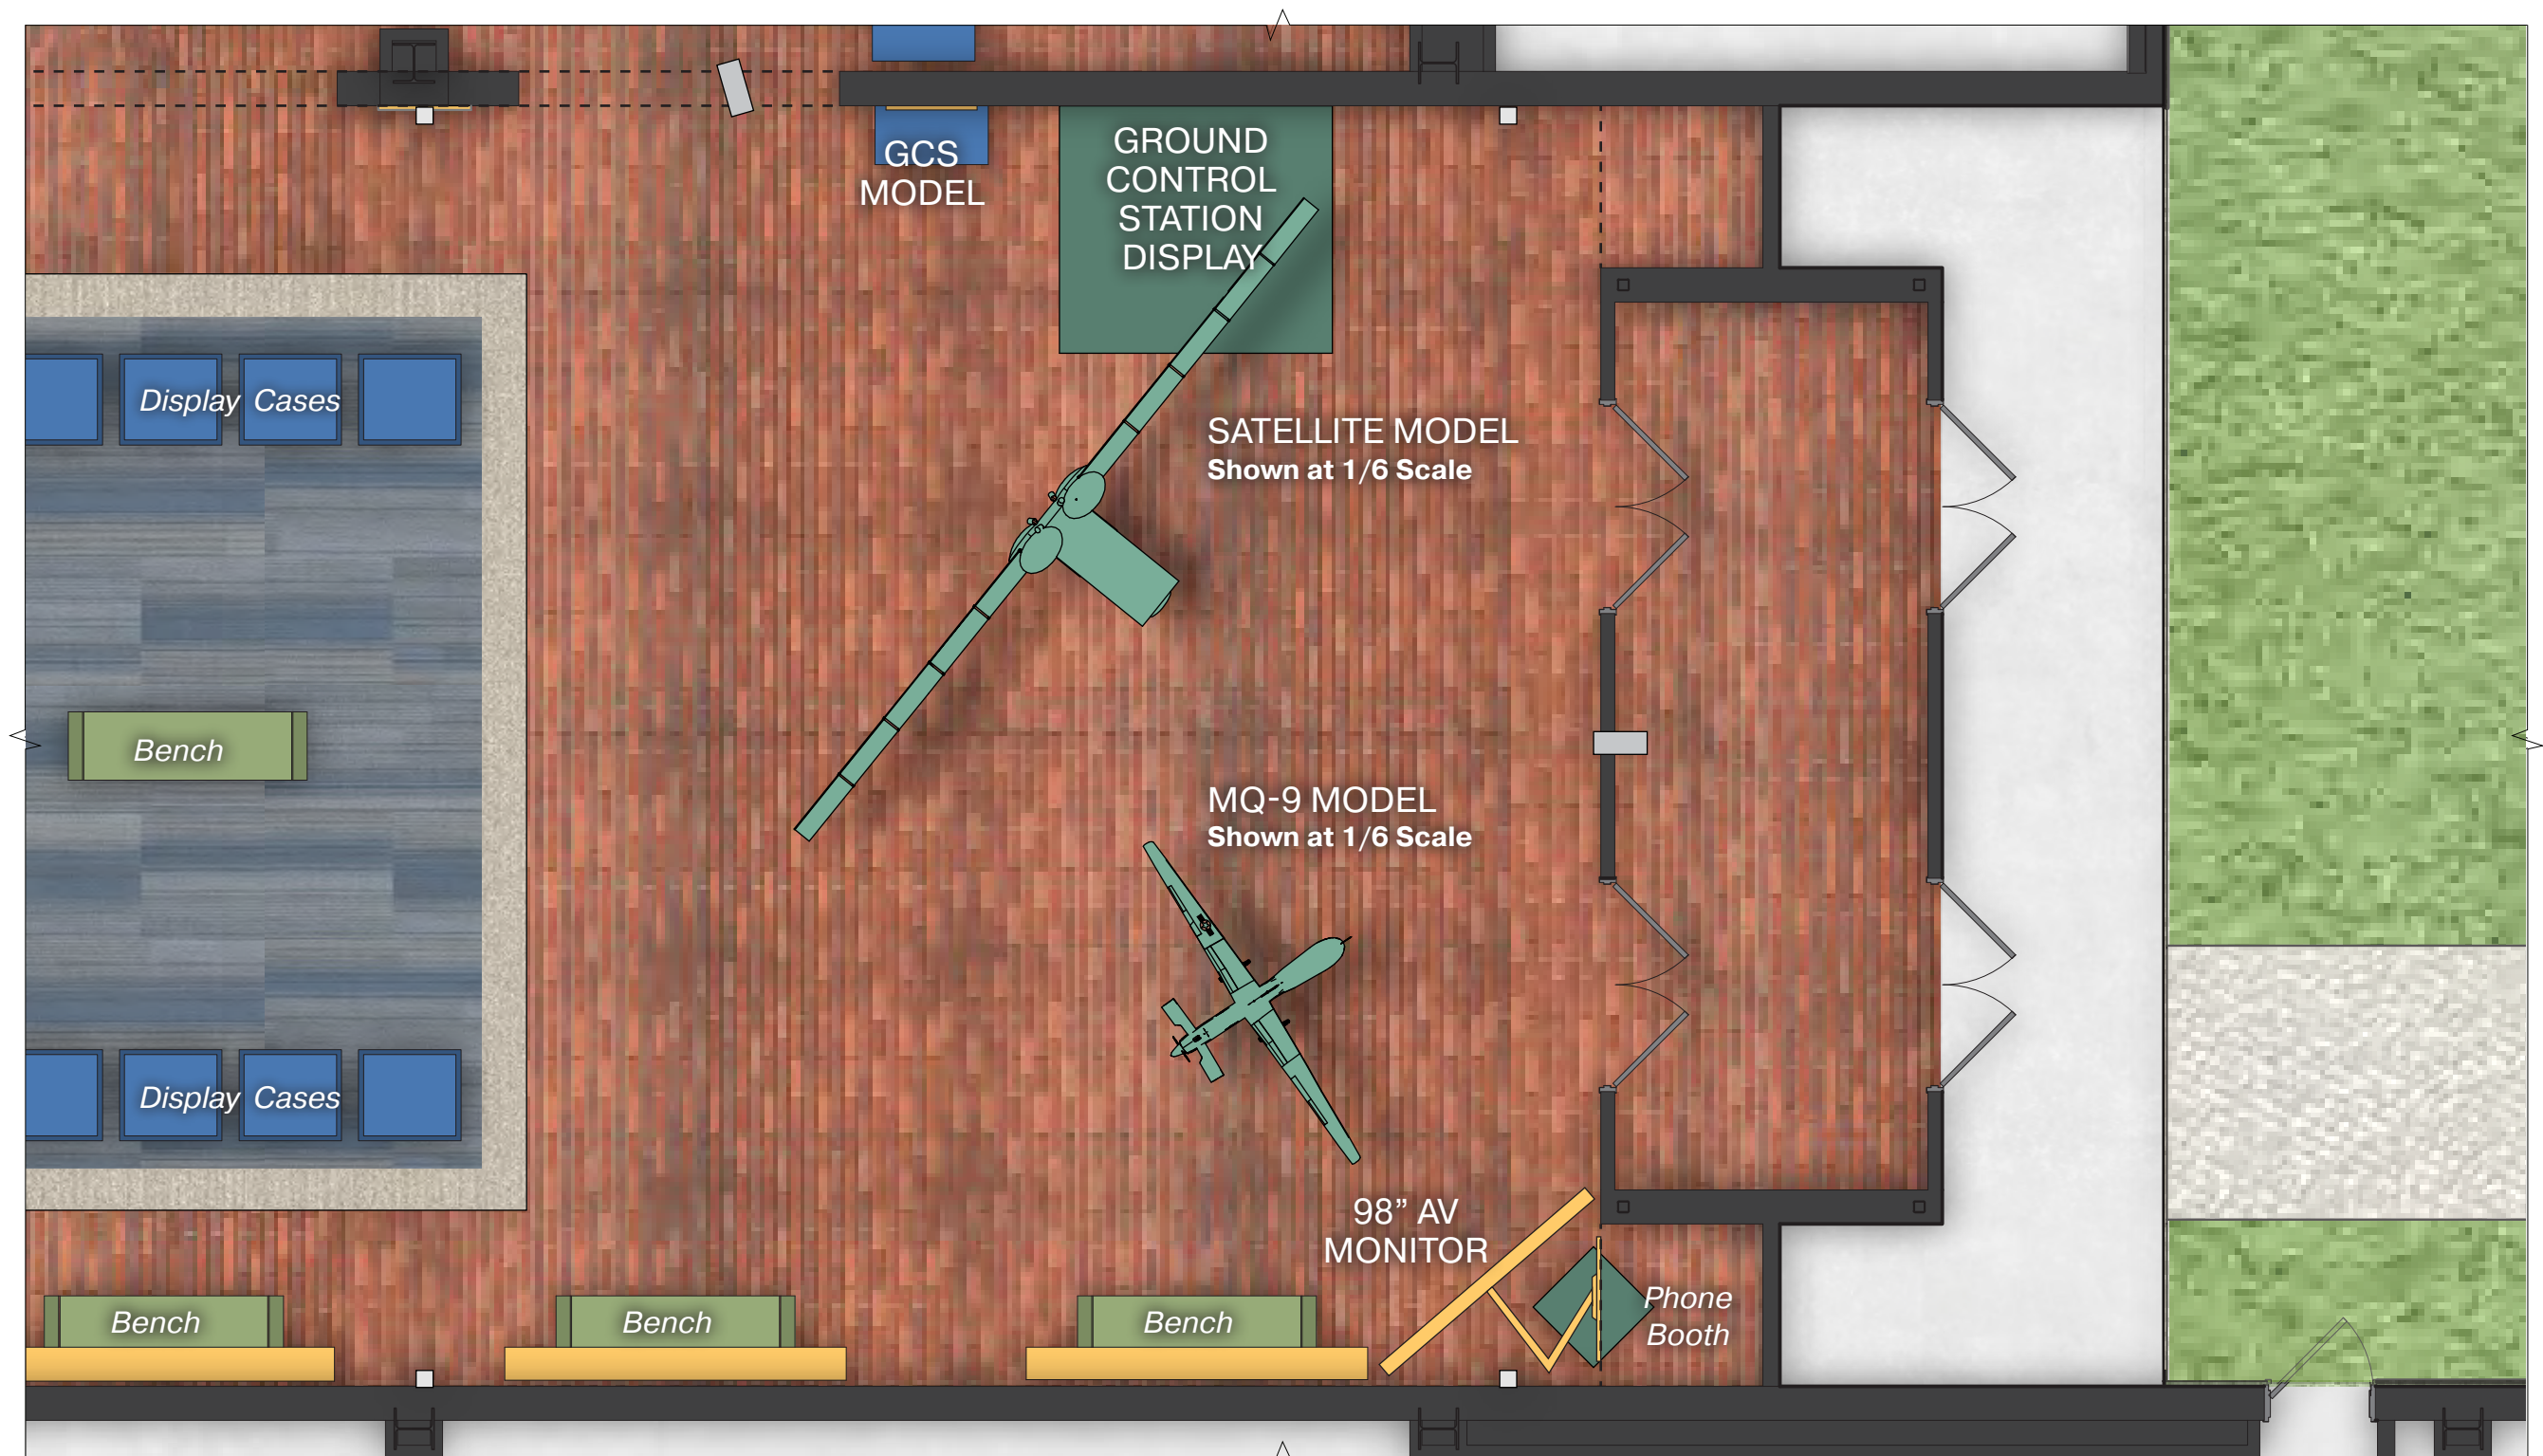 GCS
MODEL
GROUND
CONTROL
STATION
DISPLAY
Display Cases
SATELLITE MODEL
Shown at 1/6 Scale
Bench
MQ-9 MODEL
Shown at 1/6 Scale
Display Cases
98” AV
MONITOR
Phone
Booth
Bench
Bench
Bench